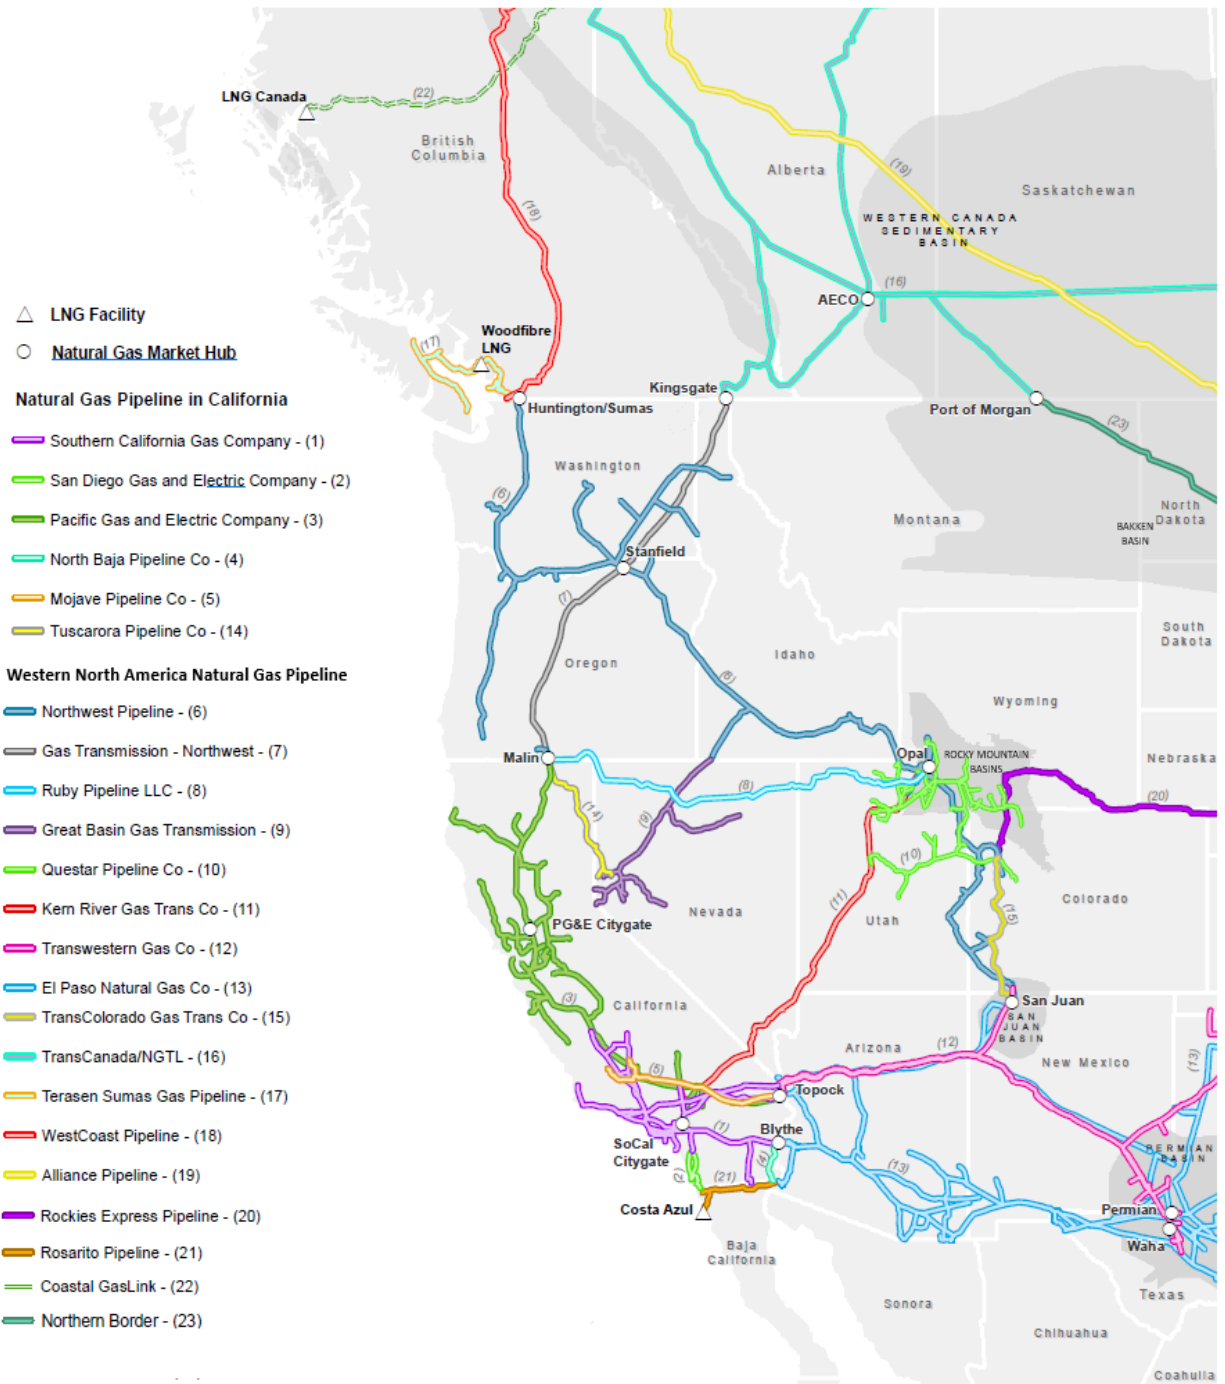 LNG Facility
Natural Gas Market Hub
Natural Gas Pipeline in California
Southern California Gas Company - (1)
San Diego Gas and Electric Company - (2)
Pacific Gas and Electric Company - (3)
North Baja Pipeline Co - (4)
Mojave Pipeline Co - (5)
Tuscarora Pipeline Co - (14)
Western North America Natural Gas Pipeline
Northwest Pipeline - (6)
Gas Transmission - Northwest - (7)
Ruby Pipeline LLC - (8)
Great Basin Gas Transmission - (9)
Questar Pipeline Co - (10)
Kern River Gas Trans Co - (11)
Transwestern Gas Co - (12)
El Paso Natural Gas Co - (13)
TransColorado Gas Trans Co - (15)
TransCanada/NGTL - (16)
Terasen Sumas Gas Pipeline - (17)
WestCoast Pipeline - (18)
Alliance Pipeline - (19)
Rockies Express Pipeline - (20)
Rosarito Pipeline - (21)
Coastal GasLink - (22)
Northern Border - (23)
LNG Canada
(22)
British
Columbia
Alberta
(19)
Saskatchewan
(18)
WESTERN CANADA
SEDIMENTARY
BASIN
(16)
AECO
Woodfibre
LNG
(17)
Kingsgate
Huntington/Sumas
Port of Morgan
(23)
Washington
(6)
North
Dakota
Montana
BAKKEN
BASIN
Stanfield
(7)
South
Dakota
Oregon
Idaho
(6)
Wyoming
Malin
Opal
ROCKY MOUNTAIN
BASINS
Nebraska
(8)
(20)
(14)
(9)
(10)
(11)
Colorado
Nevada
Utah
(15)
PG&E Citygate
(3)
California
San Juan
SAN
JUAN
BASIN
Arizona
(12)
New Mexico
(13)
(5)
Topock
(1)
Blythe
SoCal
Citygate
PERMIAN
BASIN
(4)
(13)
(2)
(21)
Costa Azul
Permian
Waha
Baja
California
Texas
Sonora
Chihuahua
Coahuila